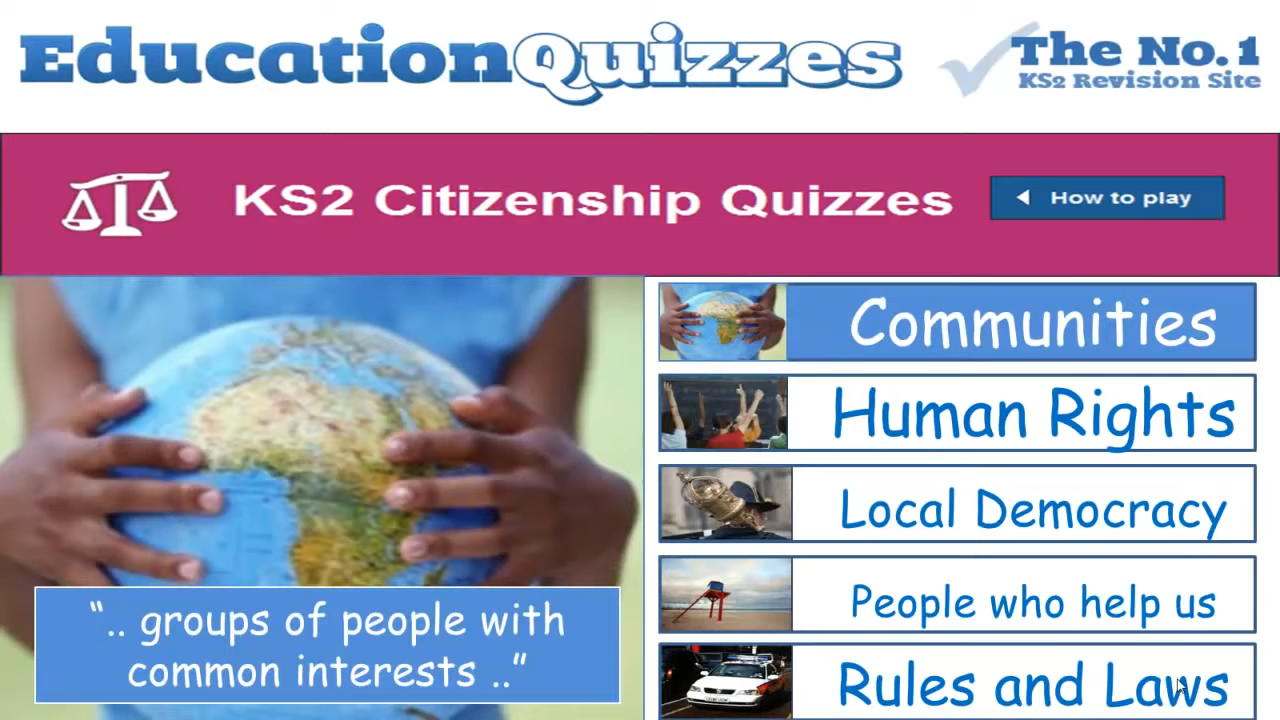 EducationQuizzes
The No.1
KS2 Revision Site
KS2 Citizenship Quizzes
How to play
Communities
Human Rights
Local Democracy
People who help us
Rules and Laws
“.. groups of people with
common interests ..”